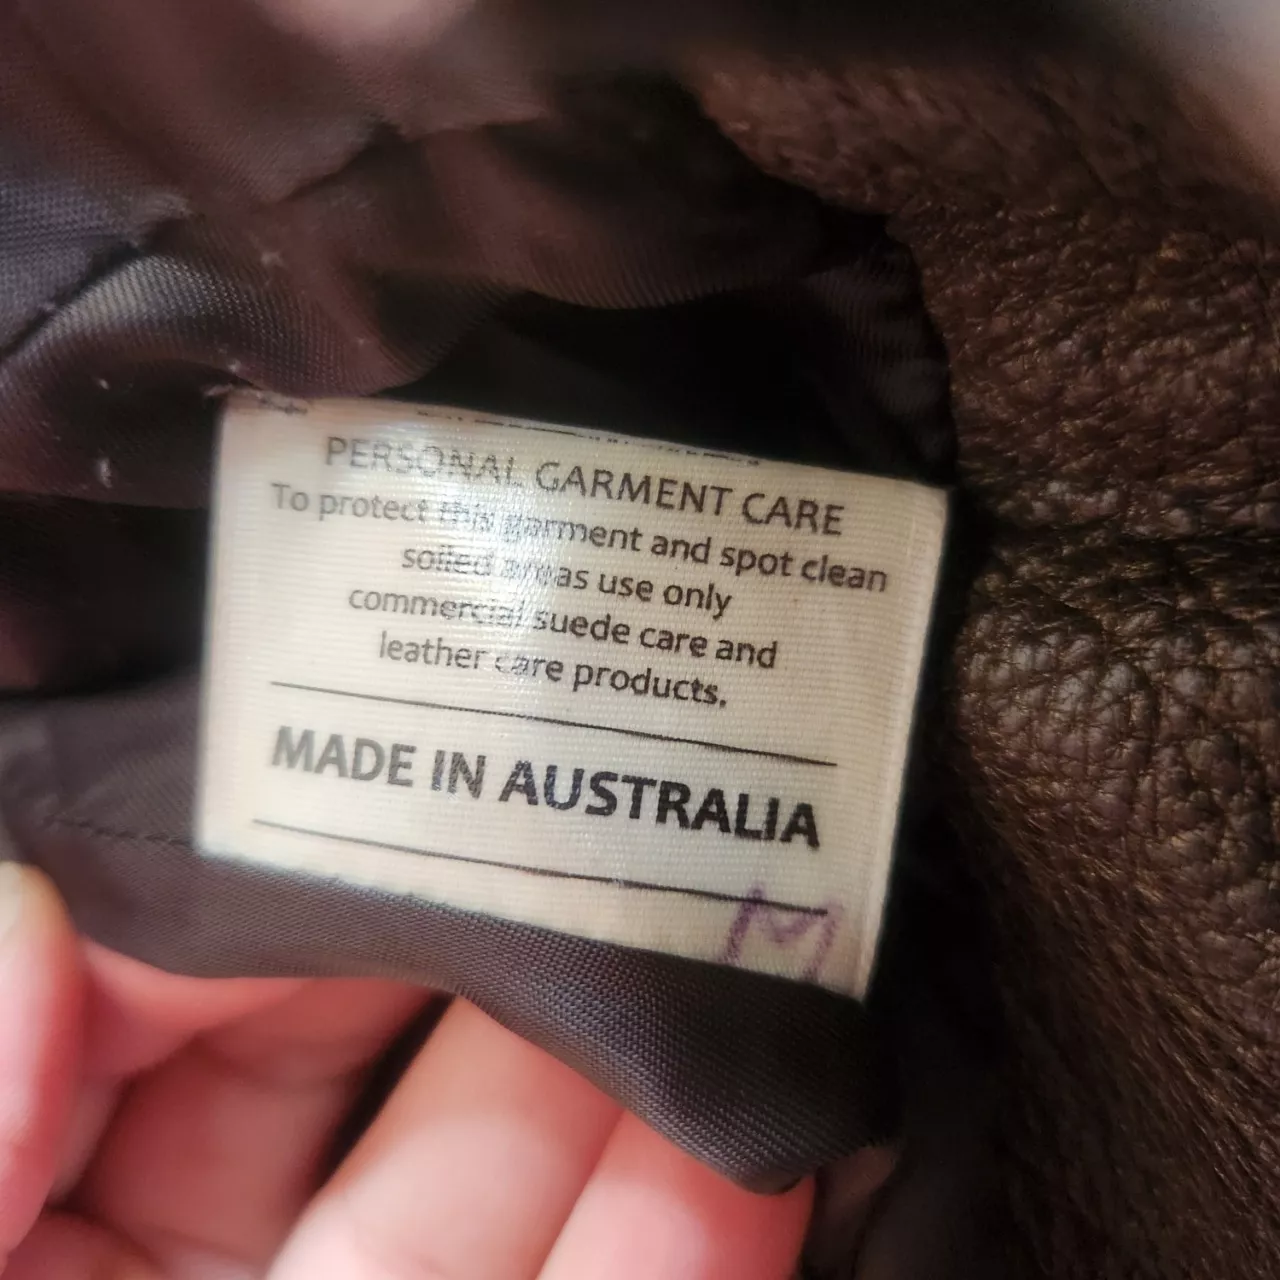 PERSONAL GARMENT CARE
To protect this garment and spot clean
soiled areas use only
commercial suede care and
leather care products.
MADE IN AUSTRALIA
M